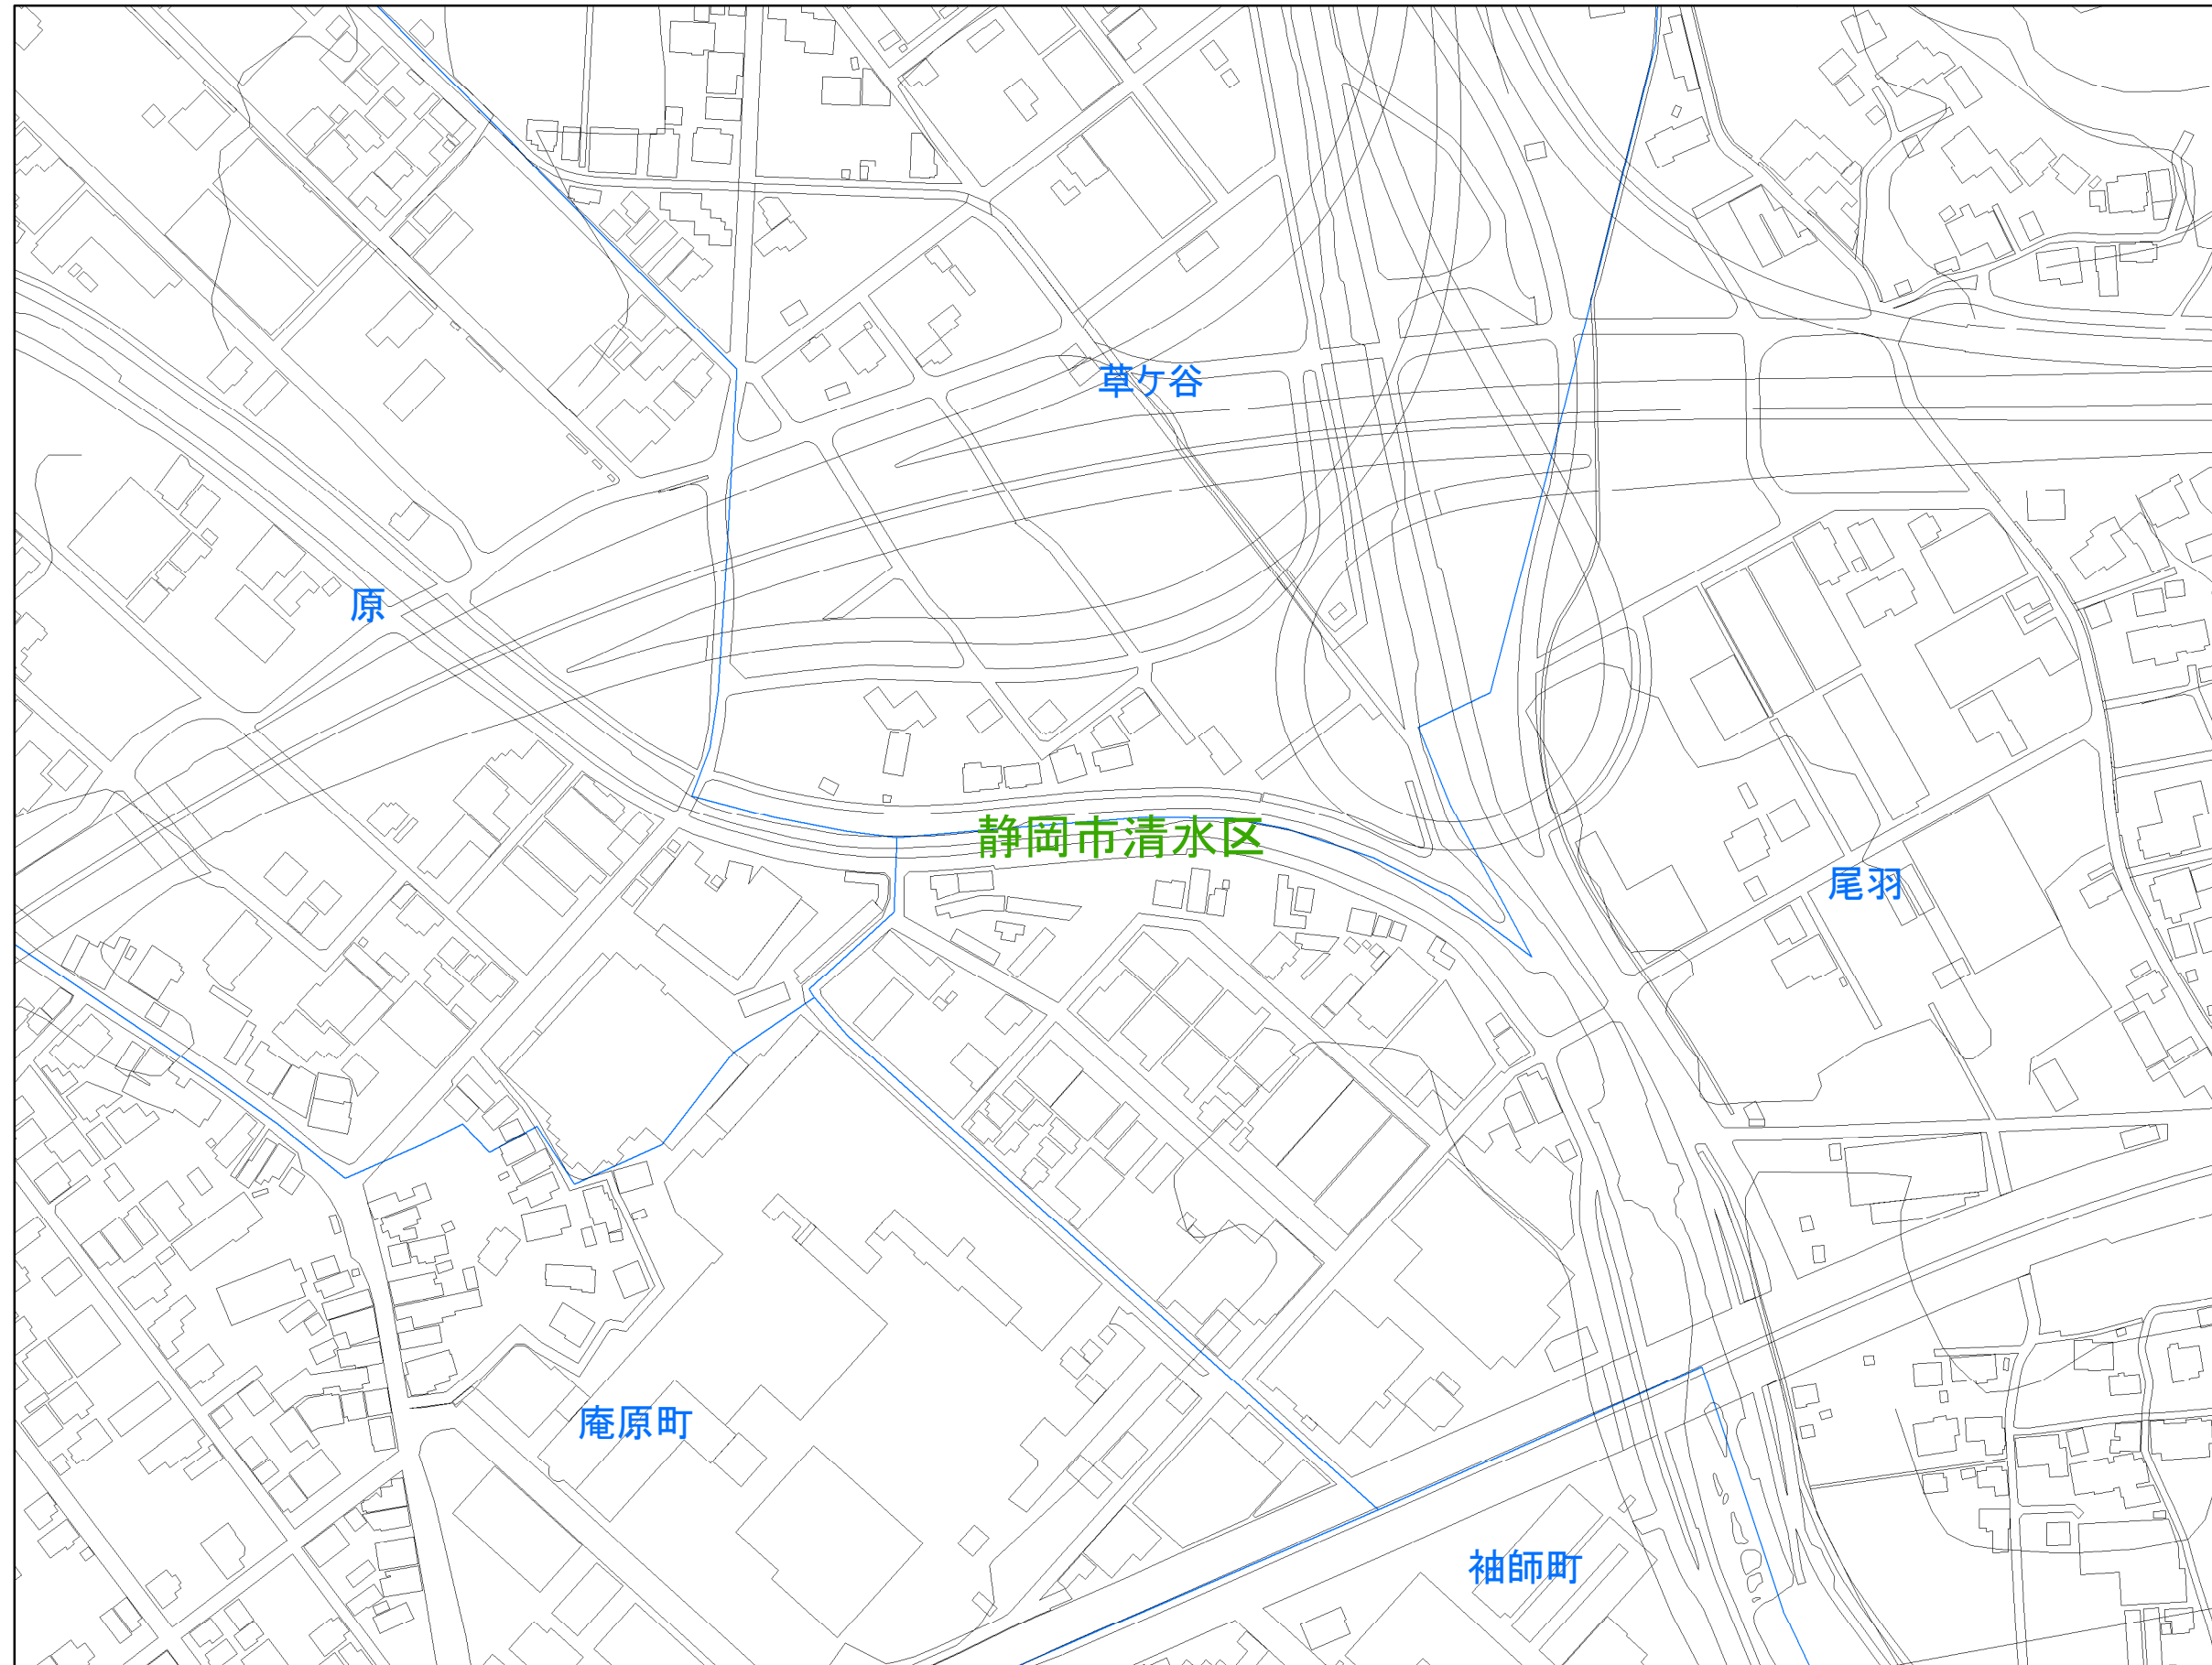 草ケ谷
原
静岡市清水区
尾羽
庵原町
袖師町